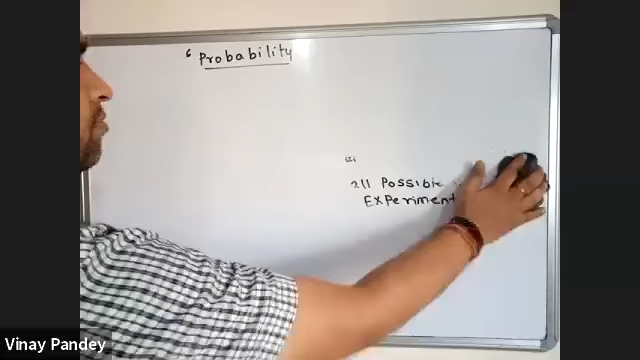 Probability
all Possible
Experiment
Vinay Pandey